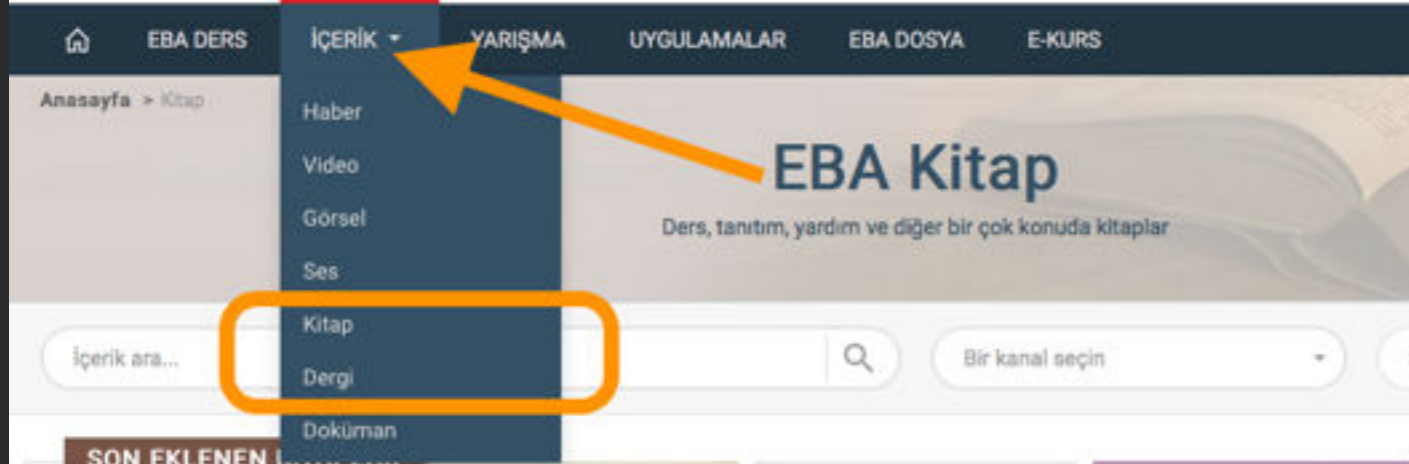 EBA DERS İÇERİK YARIŞMA UYGULAMALAR EBA DOSYA E-KURS
Anasayfa > Kitap
Haber
Video
Görsel
Ses
Kitap
Dergi
Doküman
EBA Kitap
Ders, tanıtım, yardım ve diğer bir çok konuda kitaplar
İçerik ara...
Bir kanal seçin
SON EKLENEN